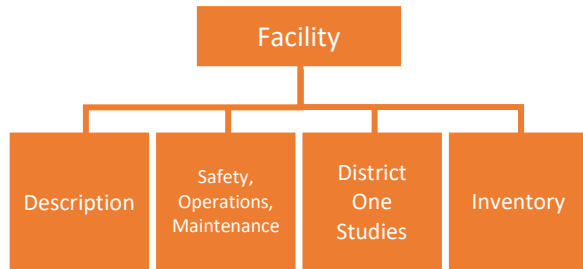 Facility
Description
Safety,
Operations,
Maintenance
District
One
Studies
Inventory